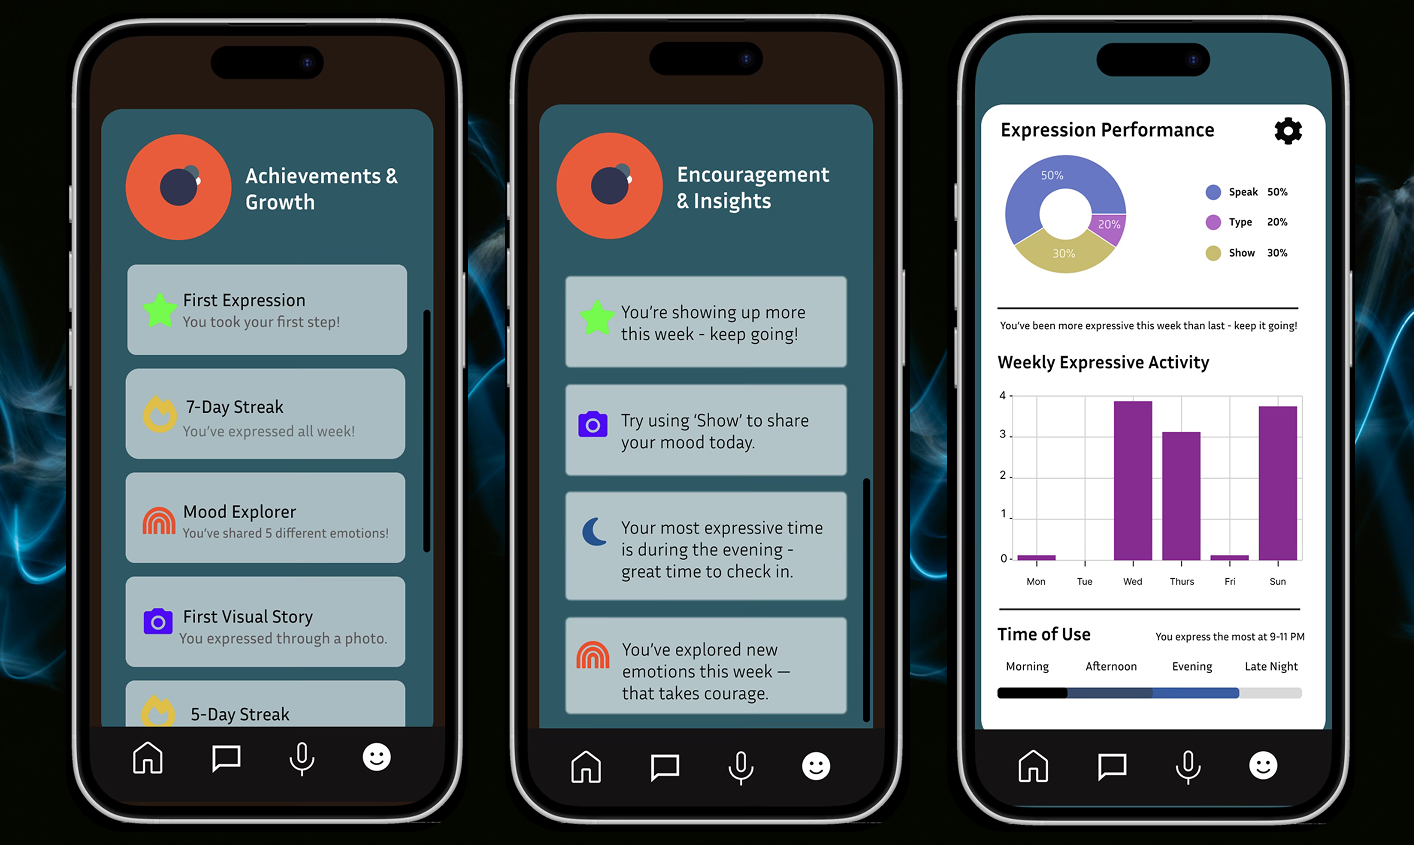 Achievements &
Growth
First Expression
You took your first step!
7-Day Streak
You've expressed all week!
Mood Explorer
You've shared 5 different emotions!
First Visual Story
You expressed through a photo.
5-Day Streak
Encouragement
& Insights
You're showing up more
this week - keep going!
Try using 'Show' to share
your mood today.
Your most expressive time
is during the evening -
great time to check in.
You've explored new
emotions this week —
that takes courage.
Expression Performance
50%
20%
30%
Speak 50%
Type 20%
Show 30%
You've been more expressive this week than last - keep it going!
Weekly Expressive Activity
4
3
2
1
0
Mon Tue Wed Thurs Fri Sun
Time of Use
You express the most at 9-11 PM
Morning Afternoon Evening Late Night